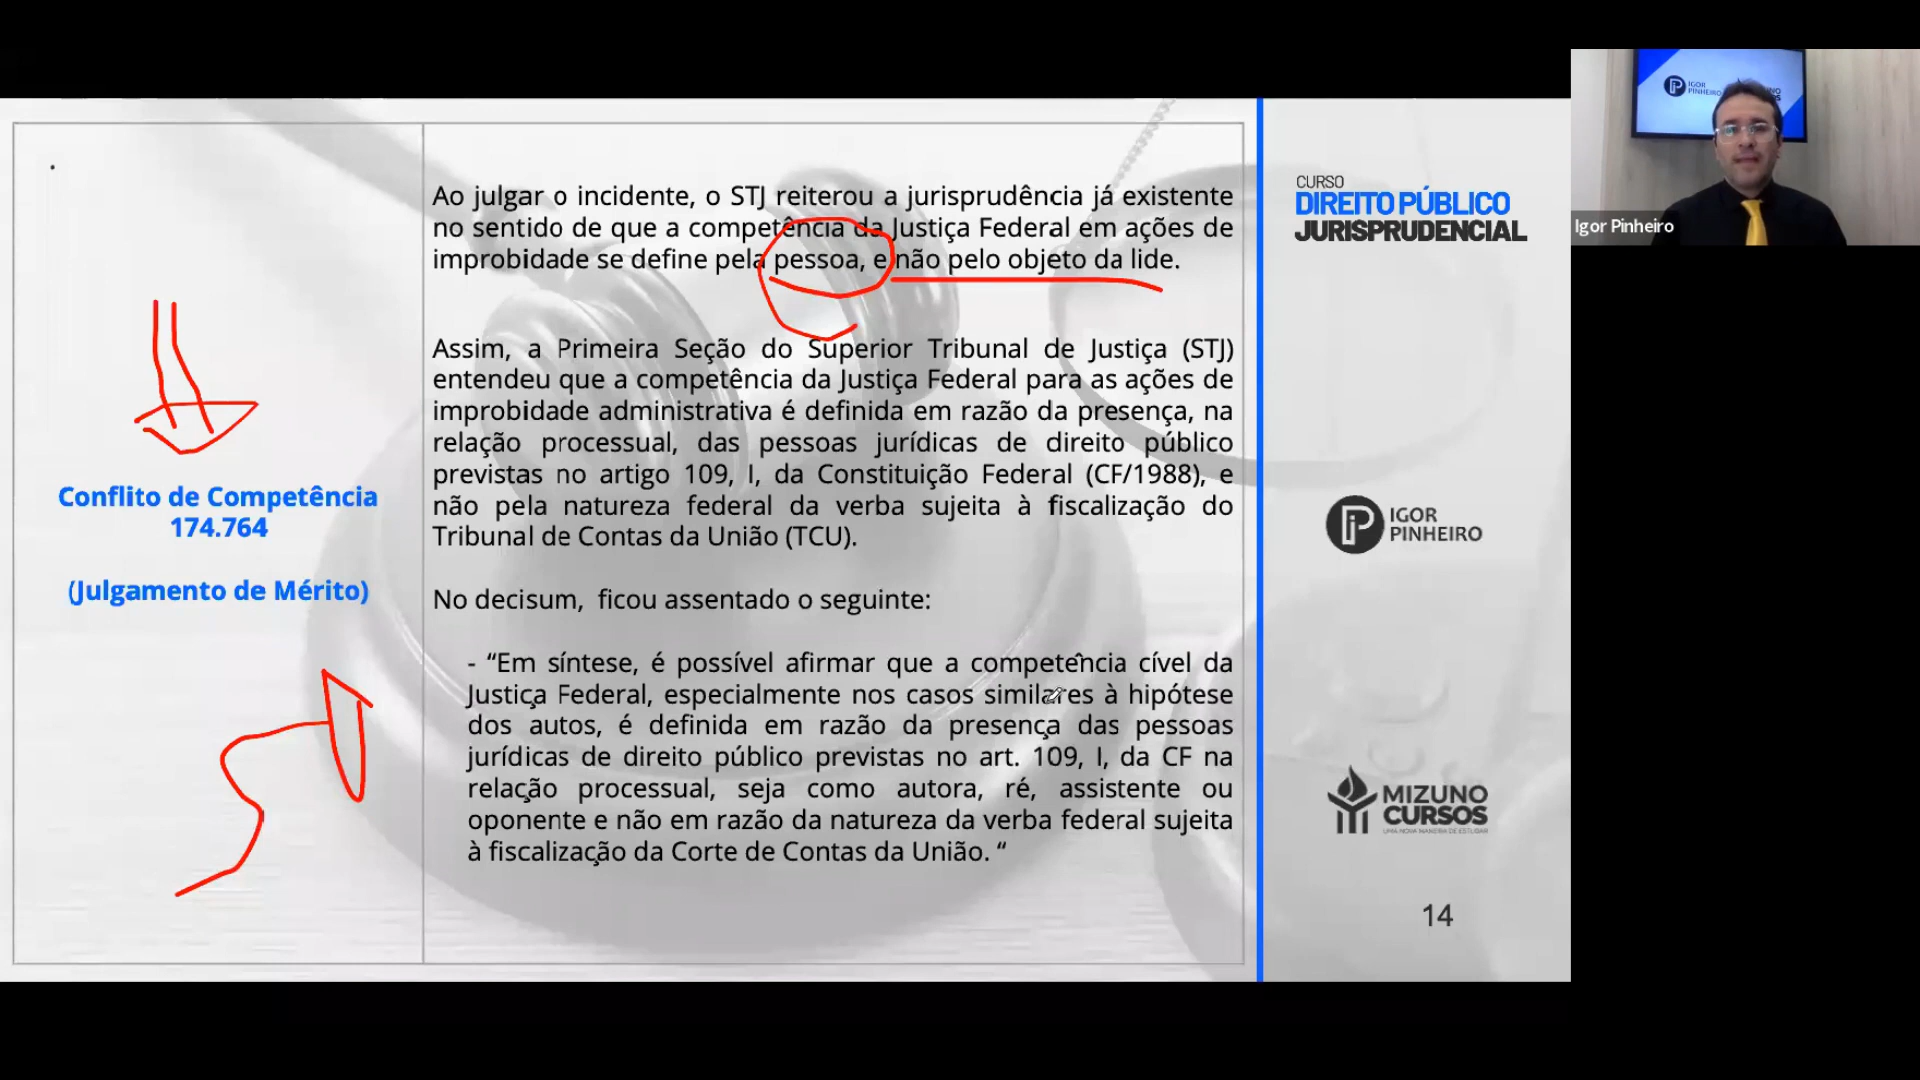 Conflito de Competência
174.764
(Julgamento de Mérito)
Ao julgar o incidente, o STJ reiterou a jurisprudência já existente
no sentido de que a competência da Justiça Federal em ações de
improbidade se define pela pessoa, e não pelo objeto da lide.
Assim, a Primeira Seção do Superior Tribunal de Justiça (STJ)
entendeu que a competência da Justiça Federal para as ações de
improbidade administrativa é definida em razão da presença, na
relação processual, das pessoas jurídicas de direito público
previstas no artigo 109, I, da Constituição Federal (CF/1988), e
não pela natureza federal da verba sujeita à fiscalização do
Tribunal de Contas da União (TCU).
No decisum, ficou assentado o seguinte:
- “Em síntese, é possível afirmar que a competência cível da
Justiça Federal, especialmente nos casos similares à hipótese
dos autos, é definida em razão da presença das pessoas
jurídicas de direito público previstas no art. 109, I, da CF na
relação processual, seja como autora, ré, assistente ou
oponente e não em razão da natureza da verba federal sujeita
à fiscalização da Corte de Contas da União. “
CURSO
DIREITO PÚBLICO
JURISPRUDENCIAL
IGOR
PINHEIRO
MIZUNO
CURSOS
UMA NOVA MANEIRA DE ESTUDAR
14
IGOR
PINHEIRO
Igor Pinheiro